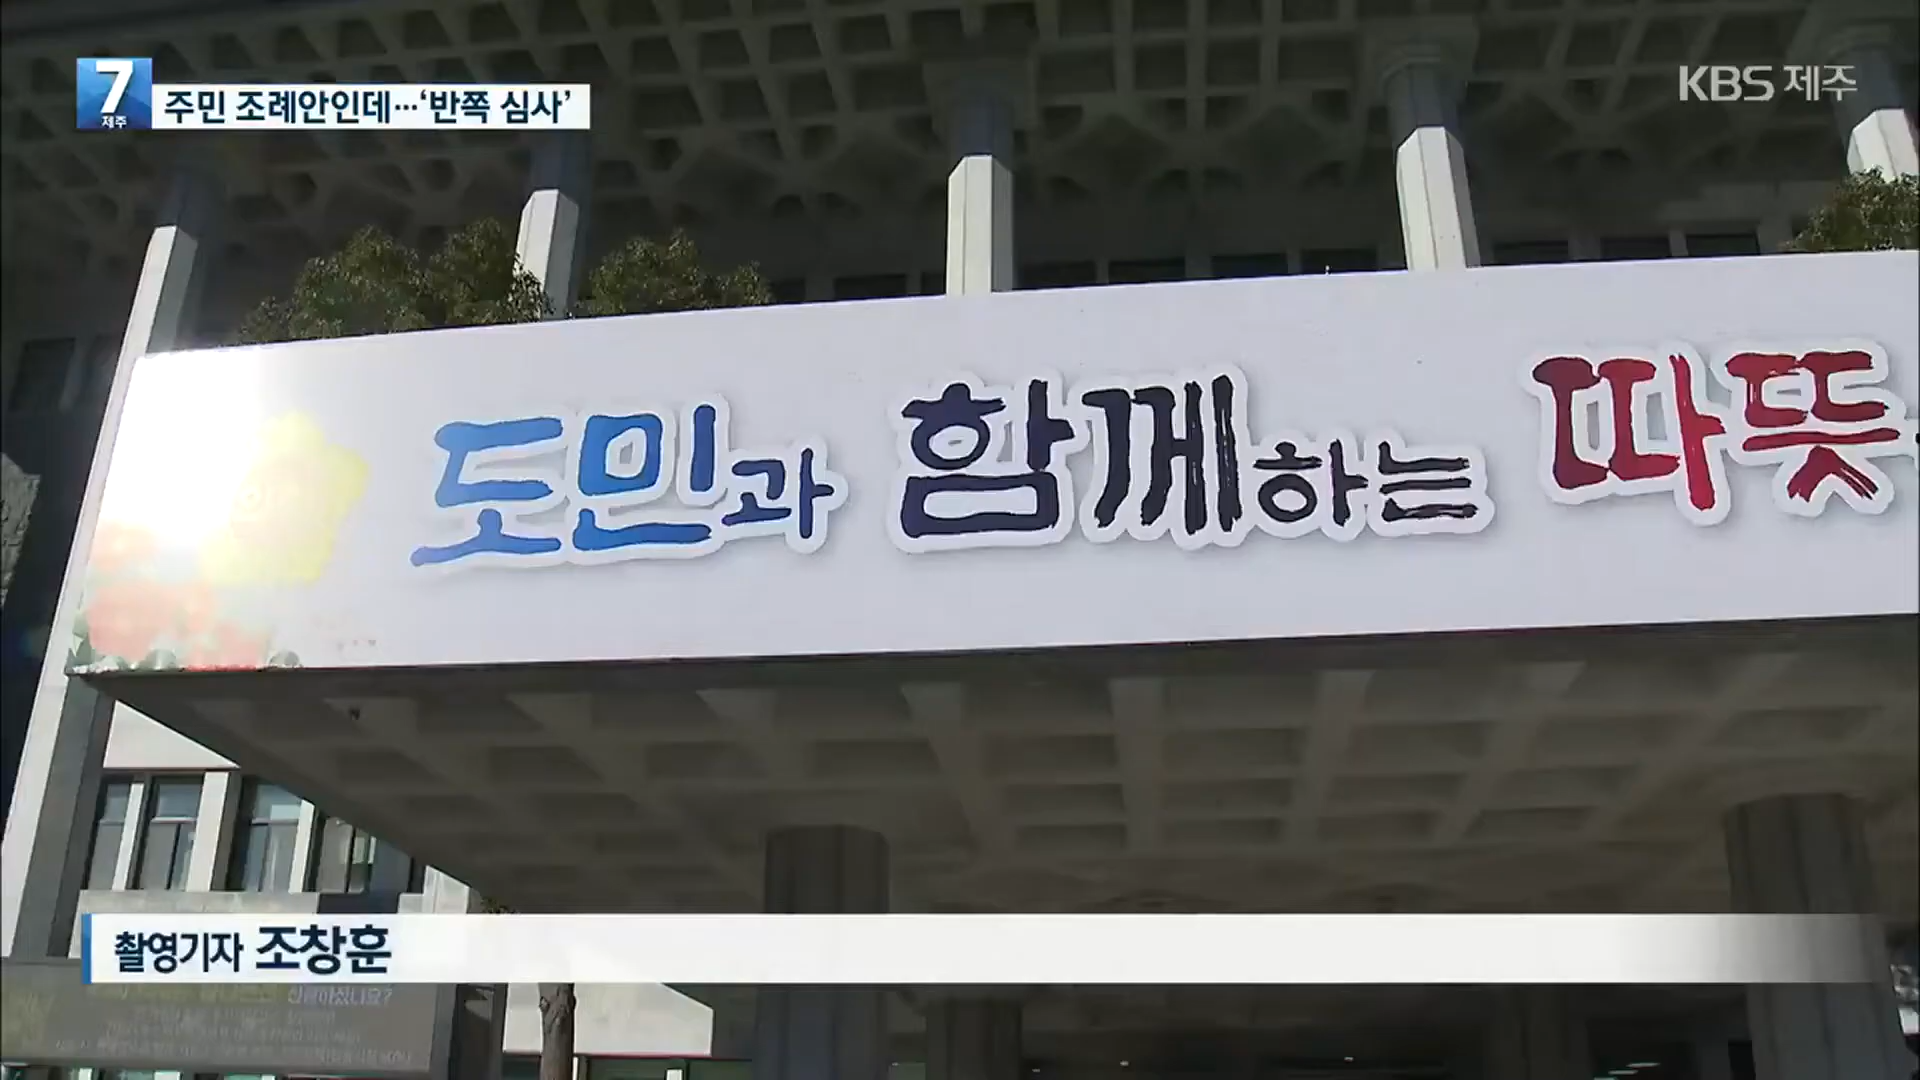 7
제주
주민 조례안인데…‘반쪽 심사’
KBS 제주
도민과 함께하는 따뜻
촬영기자 조창훈